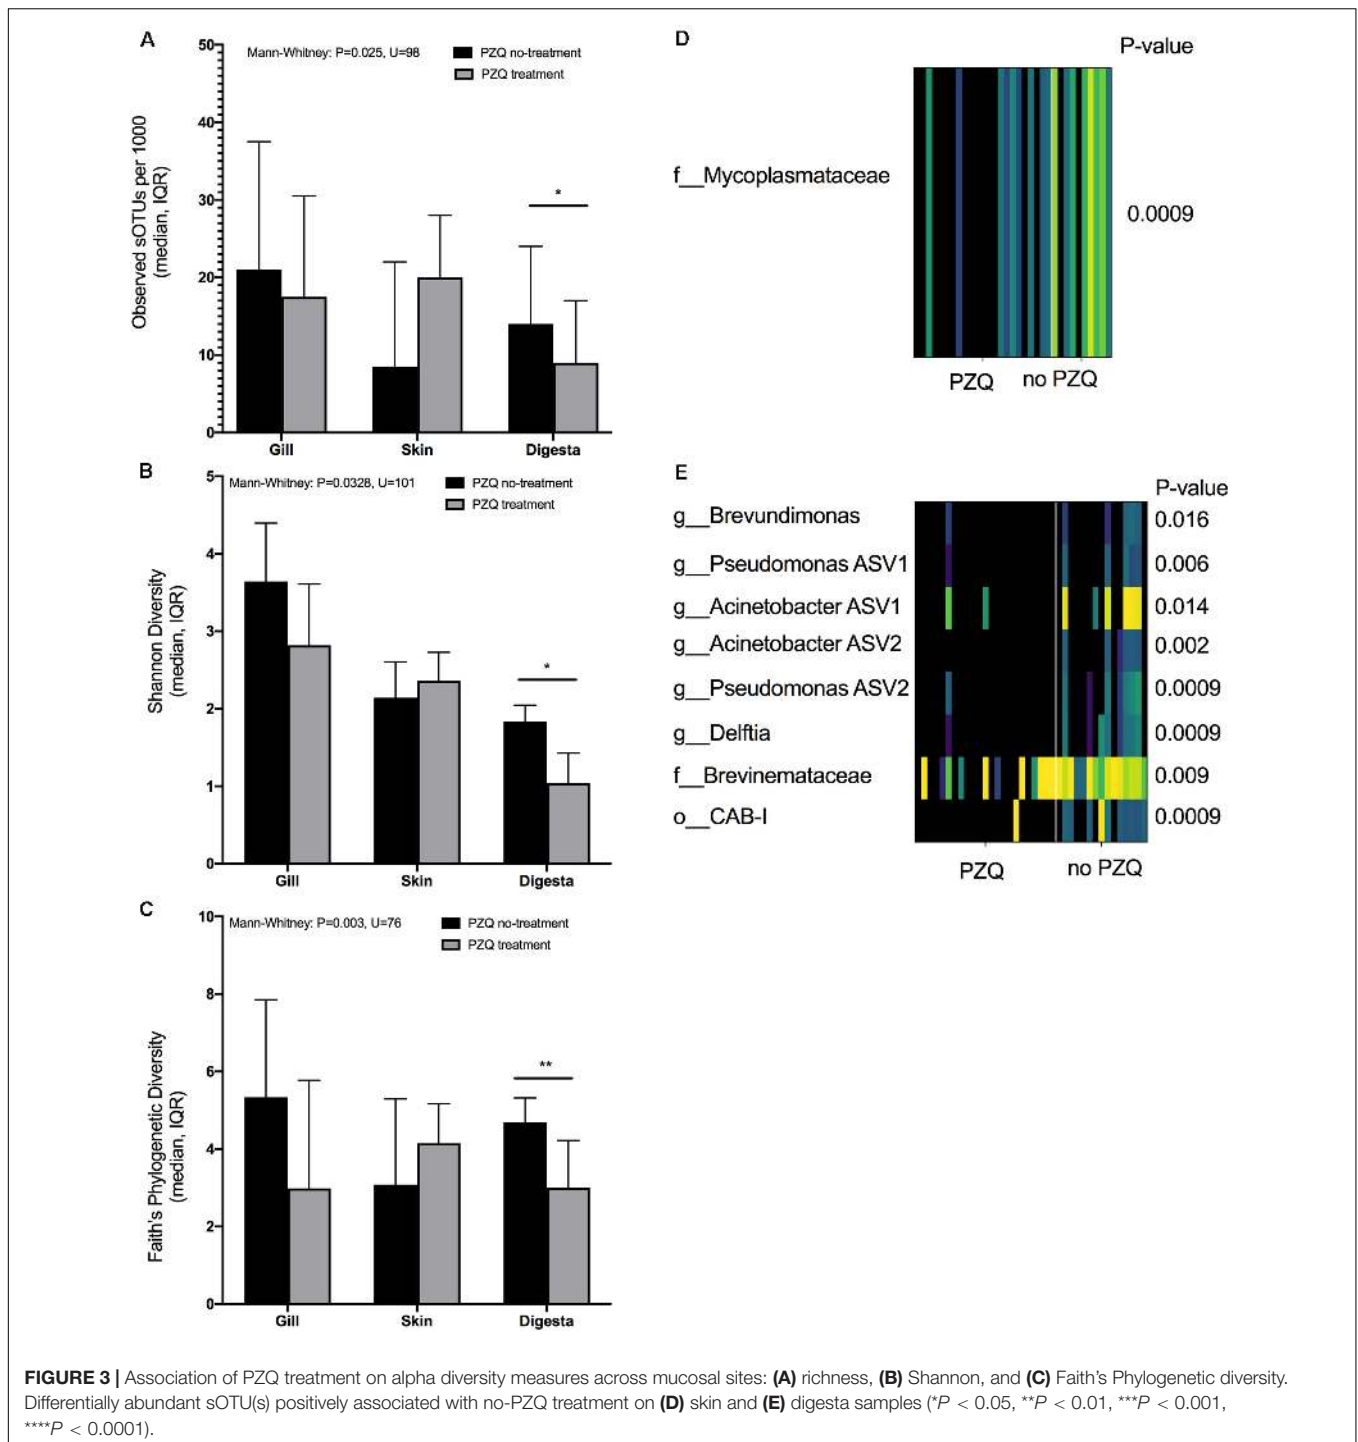 A
Mann-Whitney: P=0.025, U=98
PZQ no-treatment
PZQ treatment
Observed sOTUs per 1000
(median, IQR)
50
40
30
20
10
0
*
Gill
Skin
Digesta
B
Mann-Whitney: P=0.0328, U=101
PZQ no-treatment
PZQ treatment
Shannon Diversity
(median, IQR)
5
4
3
2
1
0
*
Gill
Skin
Digesta
C
Mann-Whitney: P=0.003, U=76
PZQ no-treatment
PZQ treatment
Faith's Phylogenetic Diversity
(median, IQR)
10
8
6
4
2
0
**
Gill
Skin
Digesta
D
P-value
f__Mycoplasmataceae
0.0009
PZQ
no PZQ
E
P-value
g__Brevundimonas 0.016
g__Pseudomonas ASV1 0.006
g__Acinetobacter ASV1 0.014
g__Acinetobacter ASV2 0.002
g__Pseudomonas ASV2 0.0009
g__Delftia 0.0009
f__Brevinemataceae 0.009
o__CAB-I 0.0009
PZQ
no PZQ
FIGURE 3 | Association of PZQ treatment on alpha diversity measures across mucosal sites: (A) richness, (B) Shannon, and (C) Faith's Phylogenetic diversity.
Differentially abundant sOTU(s) positively associated with no-PZQ treatment on (D) skin and (E) digesta samples (*P < 0.05, **P < 0.01, ***P < 0.001,
****P < 0.0001).